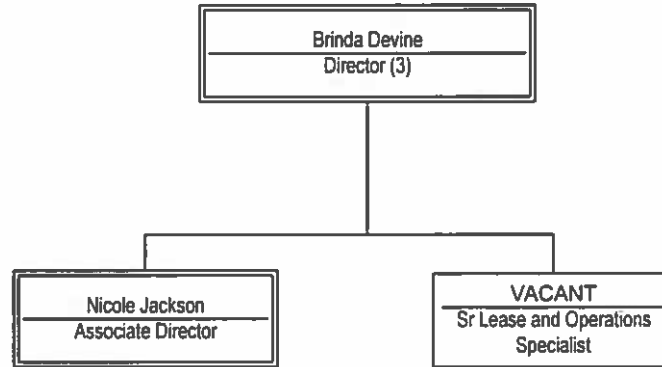 Brinda Devine
Director (3)
Nicole Jackson
Associate Director
VACANT
Sr Lease and Operations
Specialist